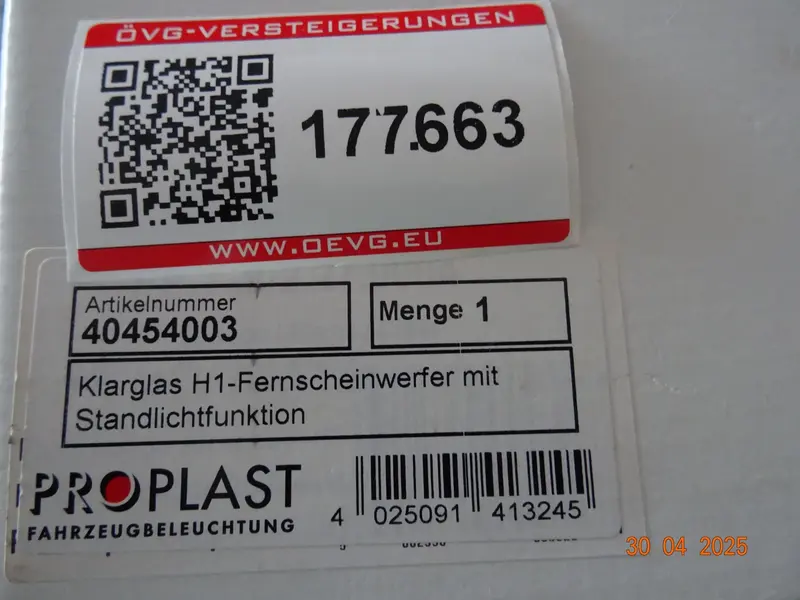 ÖVG-VERSTEIGERUNGEN
177.663
WWW.OEVG.EU
Artikelnummer
40454003
Menge 1
Klarglas H1-Fernscheinwerfer mit
Standlichtfunktion
PROPLAST
FAHRZEUGBELEUCHTUNG
4 025091 413245
30 04 2025